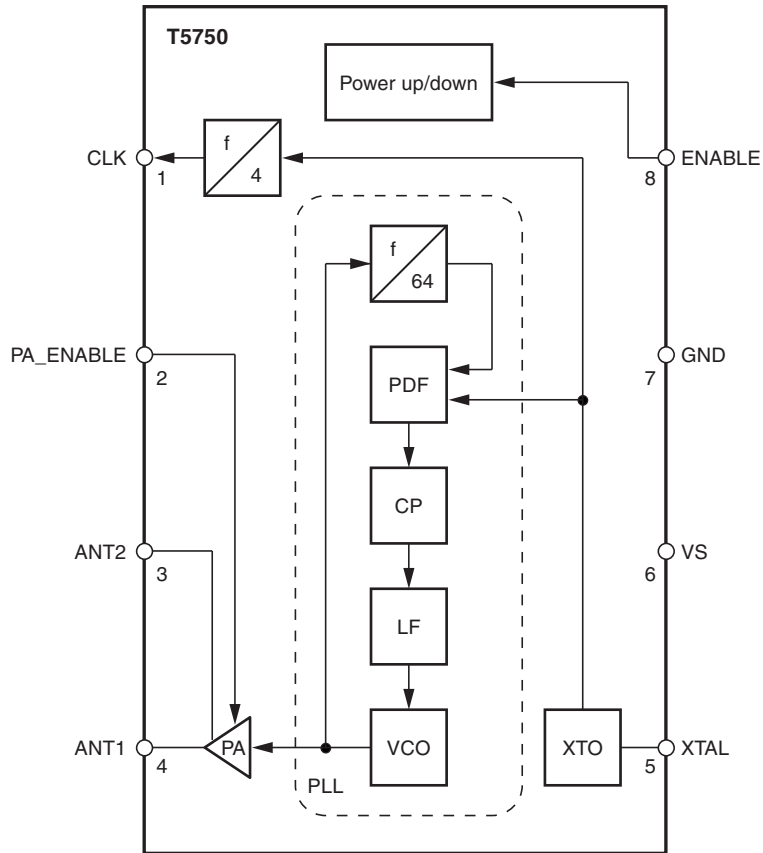 T5750
Power up/down
f
4
CLK
1
ENABLE
8
f
64
PA_ENABLE
2
PDF
GND
7
CP
ANT2
3
VS
6
LF
ANT1
4
PA
VCO
XTO
XTAL
5
PLL